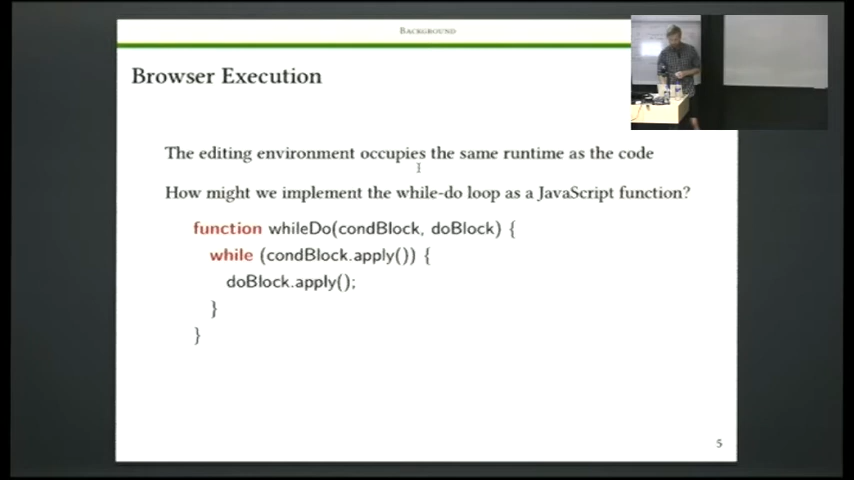 Background
Browser Execution
The editing environment occupies the same runtime as the code
How might we implement the while-do loop as a JavaScript function?
function whileDo(condBlock, doBlock) {
while (condBlock.apply()) {
doBlock.apply();
}
}
5